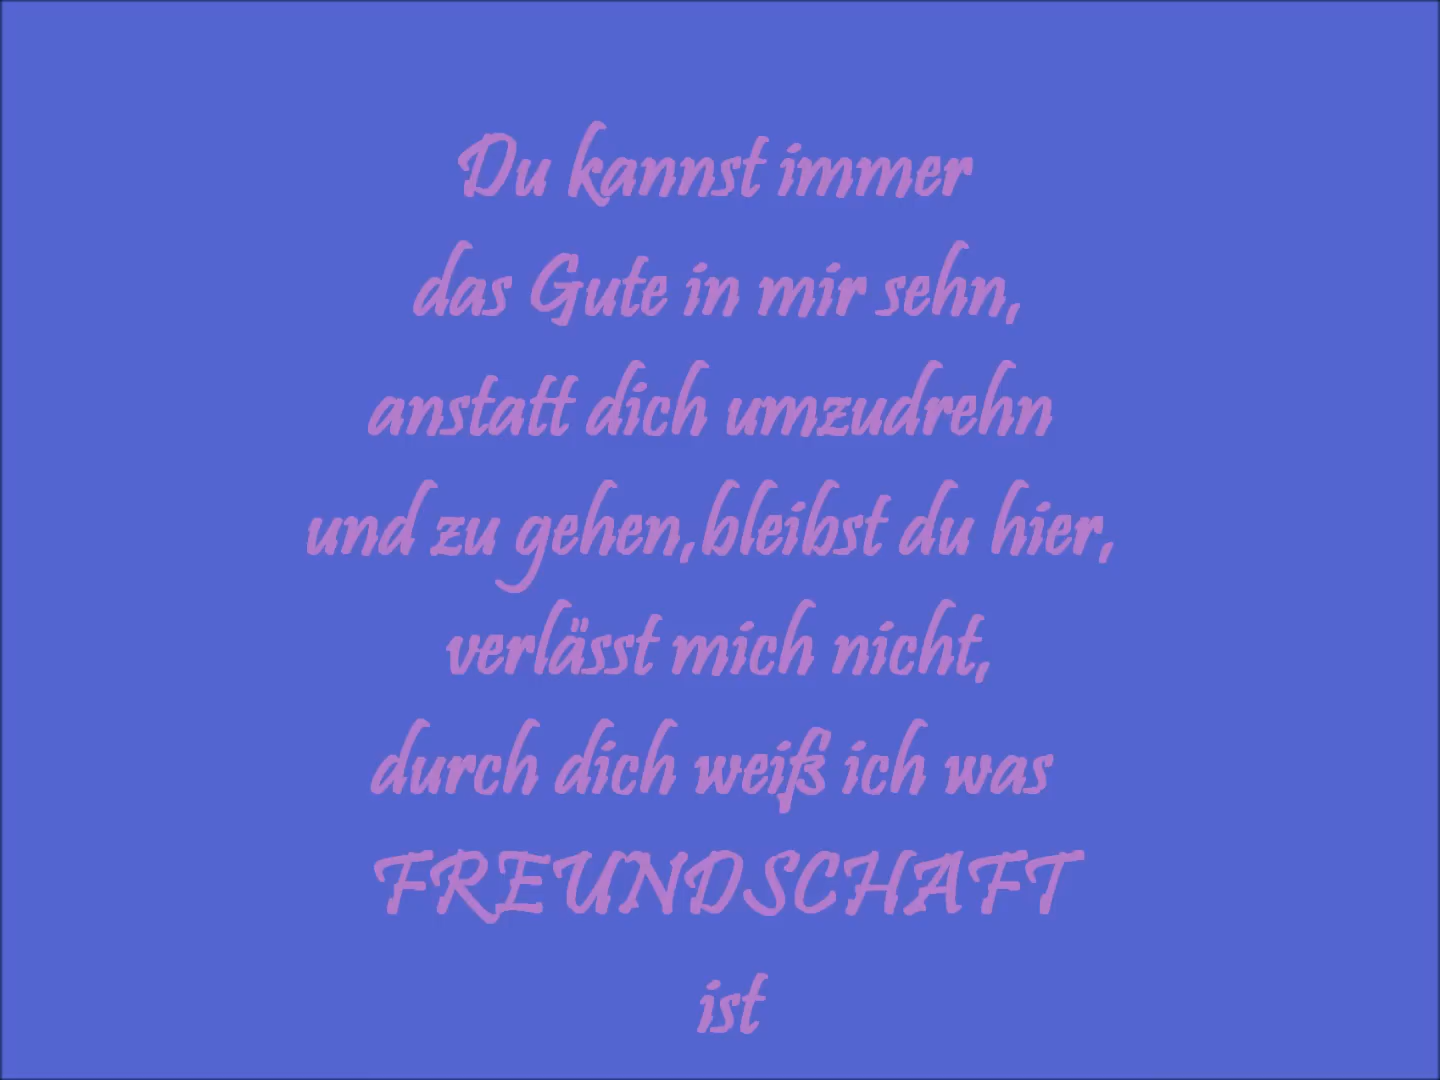 Du kannst immer
das Gute in mir sehn,
anstatt dich umzudrehn
und zu gehen,bleibst du hier,
verlässt mich nicht,
durch dich weiß ich was
FREUNDSCHAFT
ist